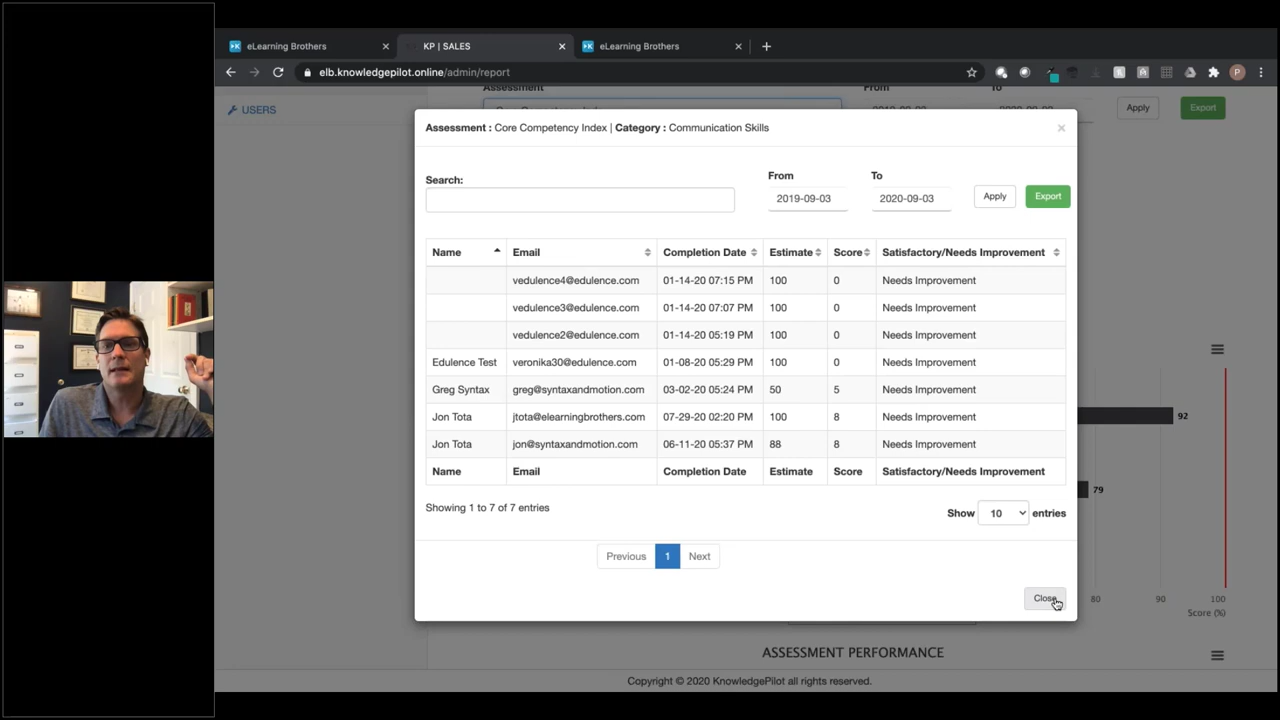 eLearning Brothers
KP | SALES
eLearning Brothers
elb.knowledgepilot.online/admin/report
P
USERS
Assessment
From
To
Core Competency Index
2019-09-03
2020-09-03
Apply
Export
Assessment : Core Competency Index | Category : Communication Skills
Search:
From
2019-09-03
To
2020-09-03
Apply
Export
Name Email Completion Date Estimate Score Satisfactory/Needs Improvement
vedulence4@edulence.com 01-14-20 07:15 PM 100 0 Needs Improvement
vedulence3@edulence.com 01-14-20 07:07 PM 100 0 Needs Improvement
vedulence2@edulence.com 01-14-20 05:19 PM 100 0 Needs Improvement
Edulence Test veronika30@edulence.com 01-08-20 05:29 PM 100 0 Needs Improvement
Greg Syntax greg@syntaxandmotion.com 03-02-20 05:24 PM 50 5 Needs Improvement
Jon Tota jtota@elearningbrothers.com 07-29-20 02:20 PM 100 8 Needs Improvement
Jon Tota jon@syntaxandmotion.com 06-11-20 05:37 PM 88 8 Needs Improvement
Name Email Completion Date Estimate Score Satisfactory/Needs Improvement
Showing 1 to 7 of 7 entries
Show 10 entries
Previous 1 Next
Close
92
79
80 90 100
Score (%)
ASSESSMENT PERFORMANCE
Copyright © 2020 KnowledgePilot all rights reserved.